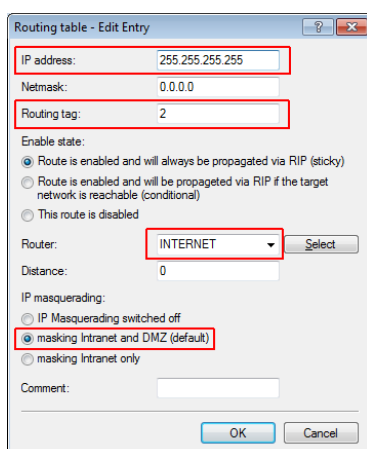 Routing table - Edit Entry
IP address: 255.255.255.255
Netmask: 0.0.0.0
Routing tag: 2
Enable state:
Route is enabled and will always be propagated via RIP (sticky)
Route is enabled and will be propageted via RIP if the target
network is reachable (conditional)
This route is disabled
Router: INTERNET Select
Distance: 0
IP masquerading:
IP Masquerading switched off
masking Intranet and DMZ (default)
masking Intranet only
Comment:
OK Cancel